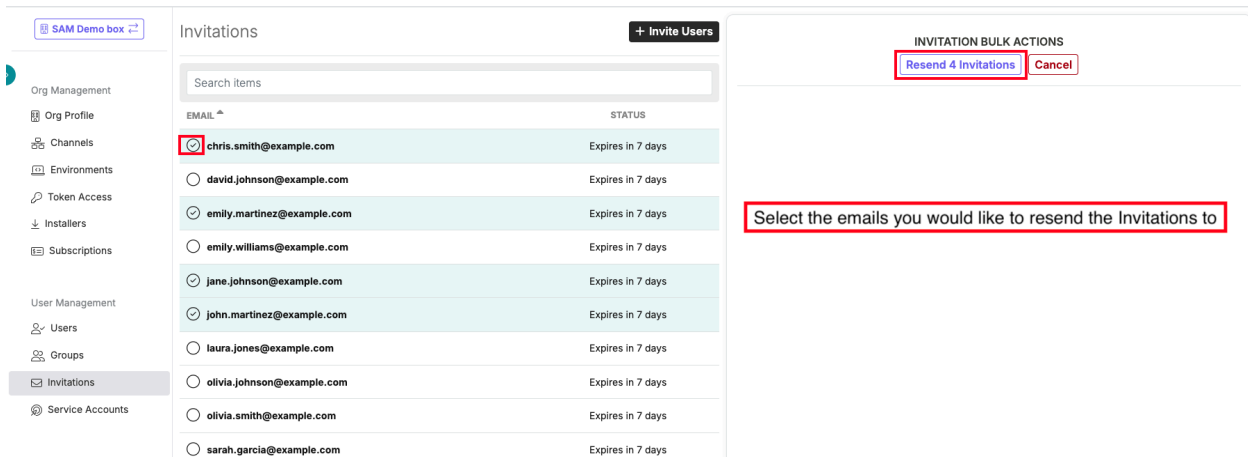 SAM Demo box
Org Management
Org Profile
Channels
Environments
Token Access
Installers
Subscriptions
User Management
Users
Groups
Invitations
Service Accounts
Invitations
+ Invite Users
Search items
EMAIL STATUS
chris.smith@example.com Expires in 7 days
david.johnson@example.com Expires in 7 days
emily.martinez@example.com Expires in 7 days
emily.williams@example.com Expires in 7 days
jane.johnson@example.com Expires in 7 days
john.martinez@example.com Expires in 7 days
laura.jones@example.com Expires in 7 days
olivia.johnson@example.com Expires in 7 days
olivia.smith@example.com Expires in 7 days
sarah.garcia@example.com Expires in 7 days
INVITATION BULK ACTIONS
Resend 4 Invitations Cancel
Select the emails you would like to resend the Invitations to